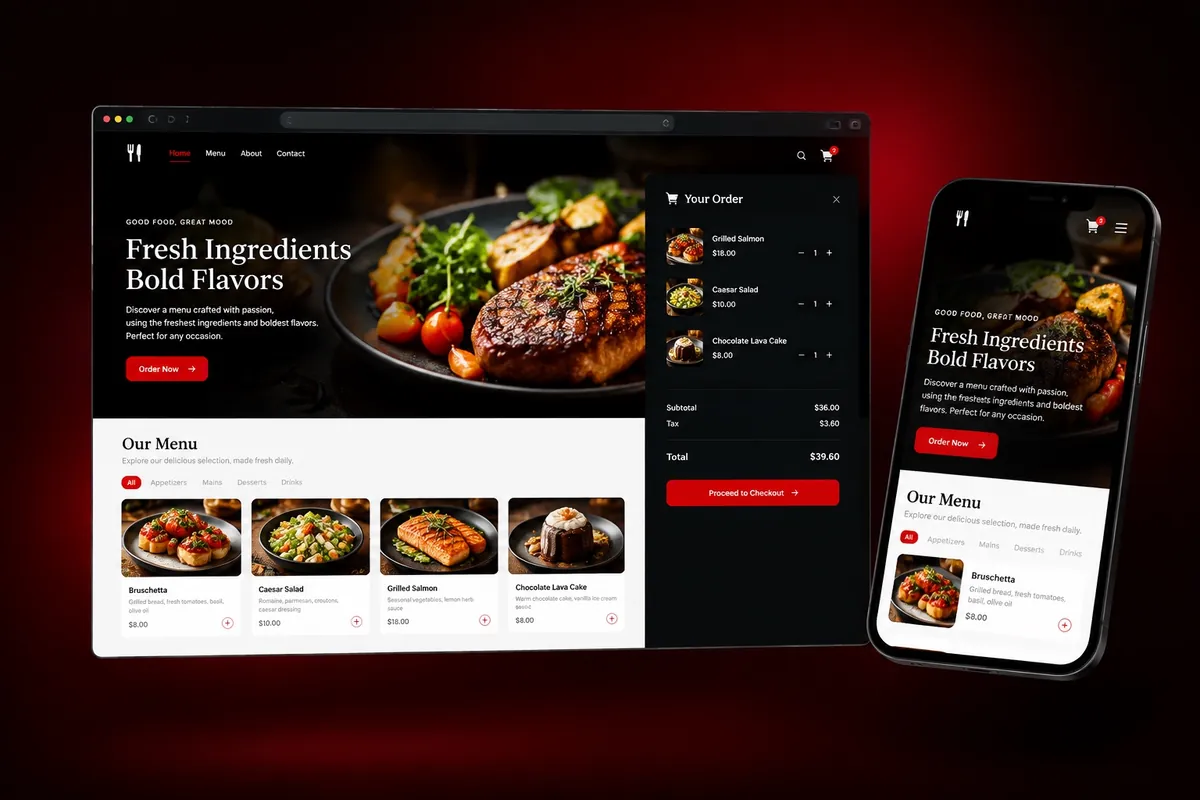 Home Menu About Contact
2
GOOD FOOD, GREAT MOOD
Fresh Ingredients
Bold Flavors
Discover a menu crafted with passion,
using the freshest ingredients and boldest flavors.
Perfect for any occasion.
Order Now →
Your Order
Grilled Salmon
$18.00
− 1 +
Caesar Salad
$10.00
− 1 +
Chocolate Lava Cake
$8.00
− 1 +
Subtotal $36.00
Tax $3.60
Total $39.60
Proceed to Checkout →
Our Menu
Explore our delicious selection, made fresh daily.
All Appetizers Mains Desserts Drinks
Bruschetta
Grilled bread, fresh tomatoes, basil,
olive oil
$8.00
Caesar Salad
Romaine, parmesan, croutons,
caesar dressing
$10.00
Grilled Salmon
Seasonal vegetables, lemon herb
sauce
$18.00
Chocolate Lava Cake
Warm chocolate cake, vanilla ice cream
$8.00
GOOD FOOD, GREAT MOOD
Fresh Ingredients
Bold Flavors
Discover a menu crafted with passion,
using the freshests ingredients and boldest
flavors. Perfect for any occasion.
Order Now →
Our Menu
Explore our delicious selection, made fresh daily.
All Appetizers Mains Desserts Drinks
Bruschetta
Grilled bread, fresh tomatoes,
basil, olive oil
$8.00